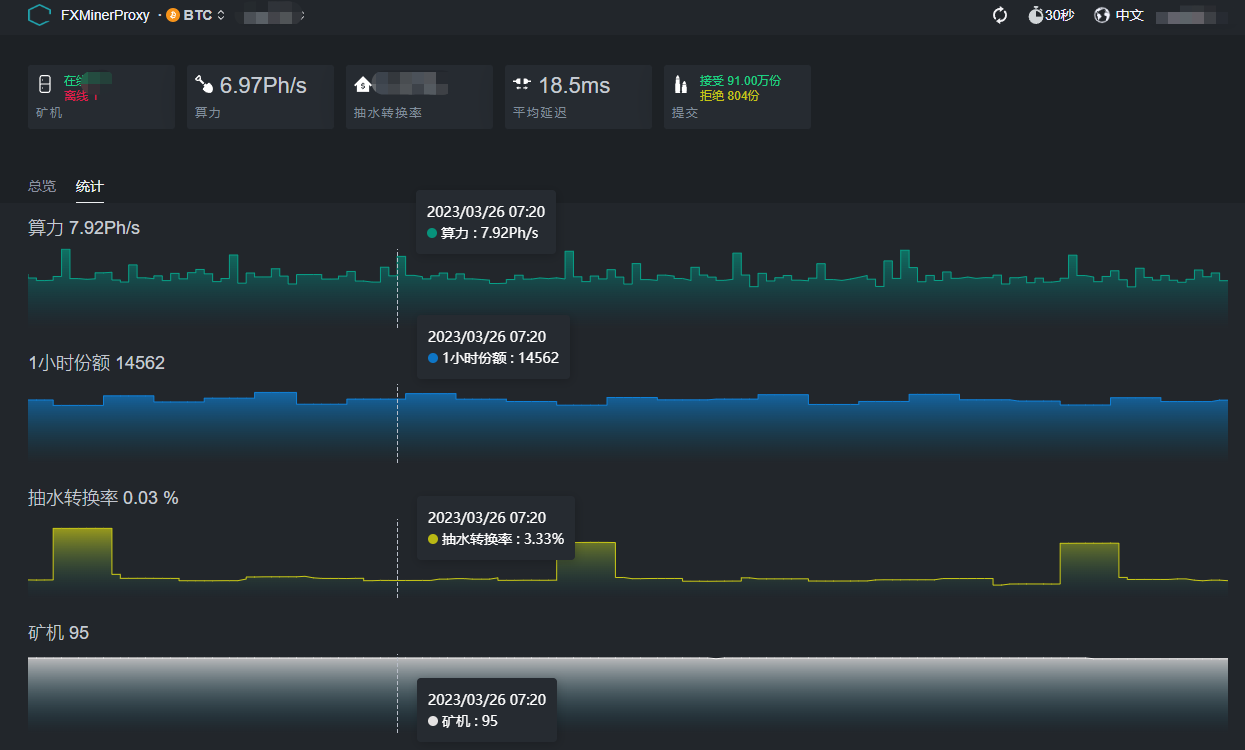 FXMinerProxy · BTC
30秒
中文
在线
离线
矿机
6.97Ph/s
算力
抽水转换率
18.5ms
平均延迟
接受 91.00万份
拒绝 804份
提交
总览
统计
算力 7.92Ph/s
2023/03/26 07:20
算力 : 7.92Ph/s
1小时份额 14562
2023/03/26 07:20
1小时份额 : 14562
抽水转换率 0.03 %
2023/03/26 07:20
抽水转换率 : 3.33%
矿机 95
2023/03/26 07:20
矿机 : 95